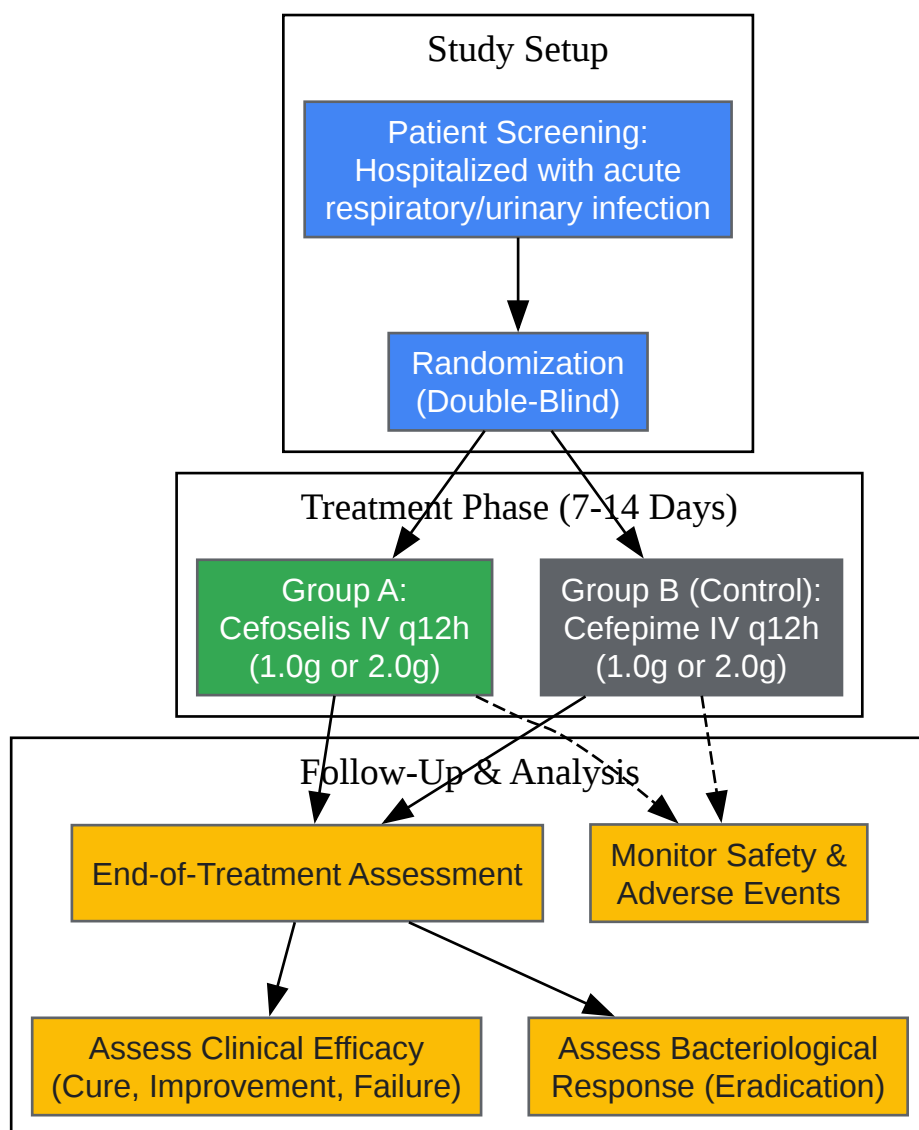 Study Setup
Patient Screening:
Hospitalized with acute
respiratory/urinary infection
Randomization
(Double-Blind)
Treatment Phase (7-14 Days)
Group A:
Cefoselis IV q12h
(1.0g or 2.0g)
Group B (Control):
Cefepime IV q12h
(1.0g or 2.0g)
Follow-Up & Analysis
End-of-Treatment Assessment
Monitor Safety &
Adverse Events
Assess Clinical Efficacy
(Cure, Improvement, Failure)
Assess Bacteriological
Response (Eradication)